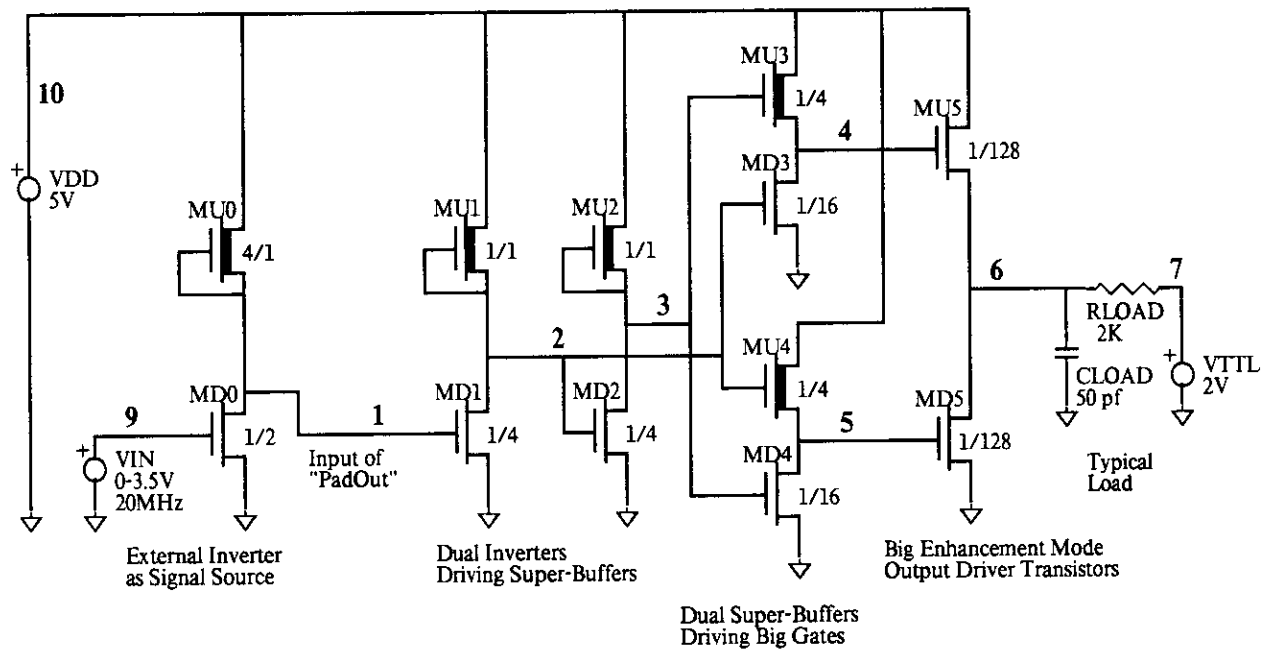 10
VDD
5V
MU0
4/1
MD0
1/2
9
VIN
0-3.5V
20MHz
1
Input of
"PadOut"
MU1
1/1
MD1
1/4
2
MU2
1/1
MD2
1/4
3
MU3
1/4
MD3
1/16
4
MU4
1/4
MD4
1/16
5
MU5
1/128
MD5
1/128
6
7
RLOAD
2K
CLOAD
50 pf
VTTL
2V
Typical
Load
External Inverter
as Signal Source
Dual Inverters
Driving Super-Buffers
Dual Super-Buffers
Driving Big Gates
Big Enhancement Mode
Output Driver Transistors
+
+
+